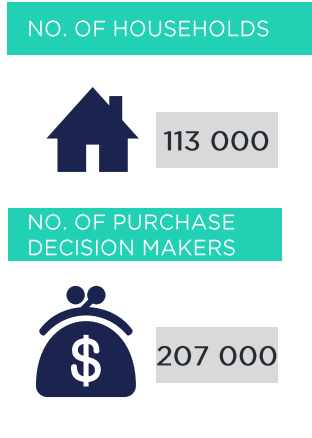 NO. OF HOUSEHOLDS
113 000
NO. OF PURCHASE
DECISION MAKERS
$
207 000